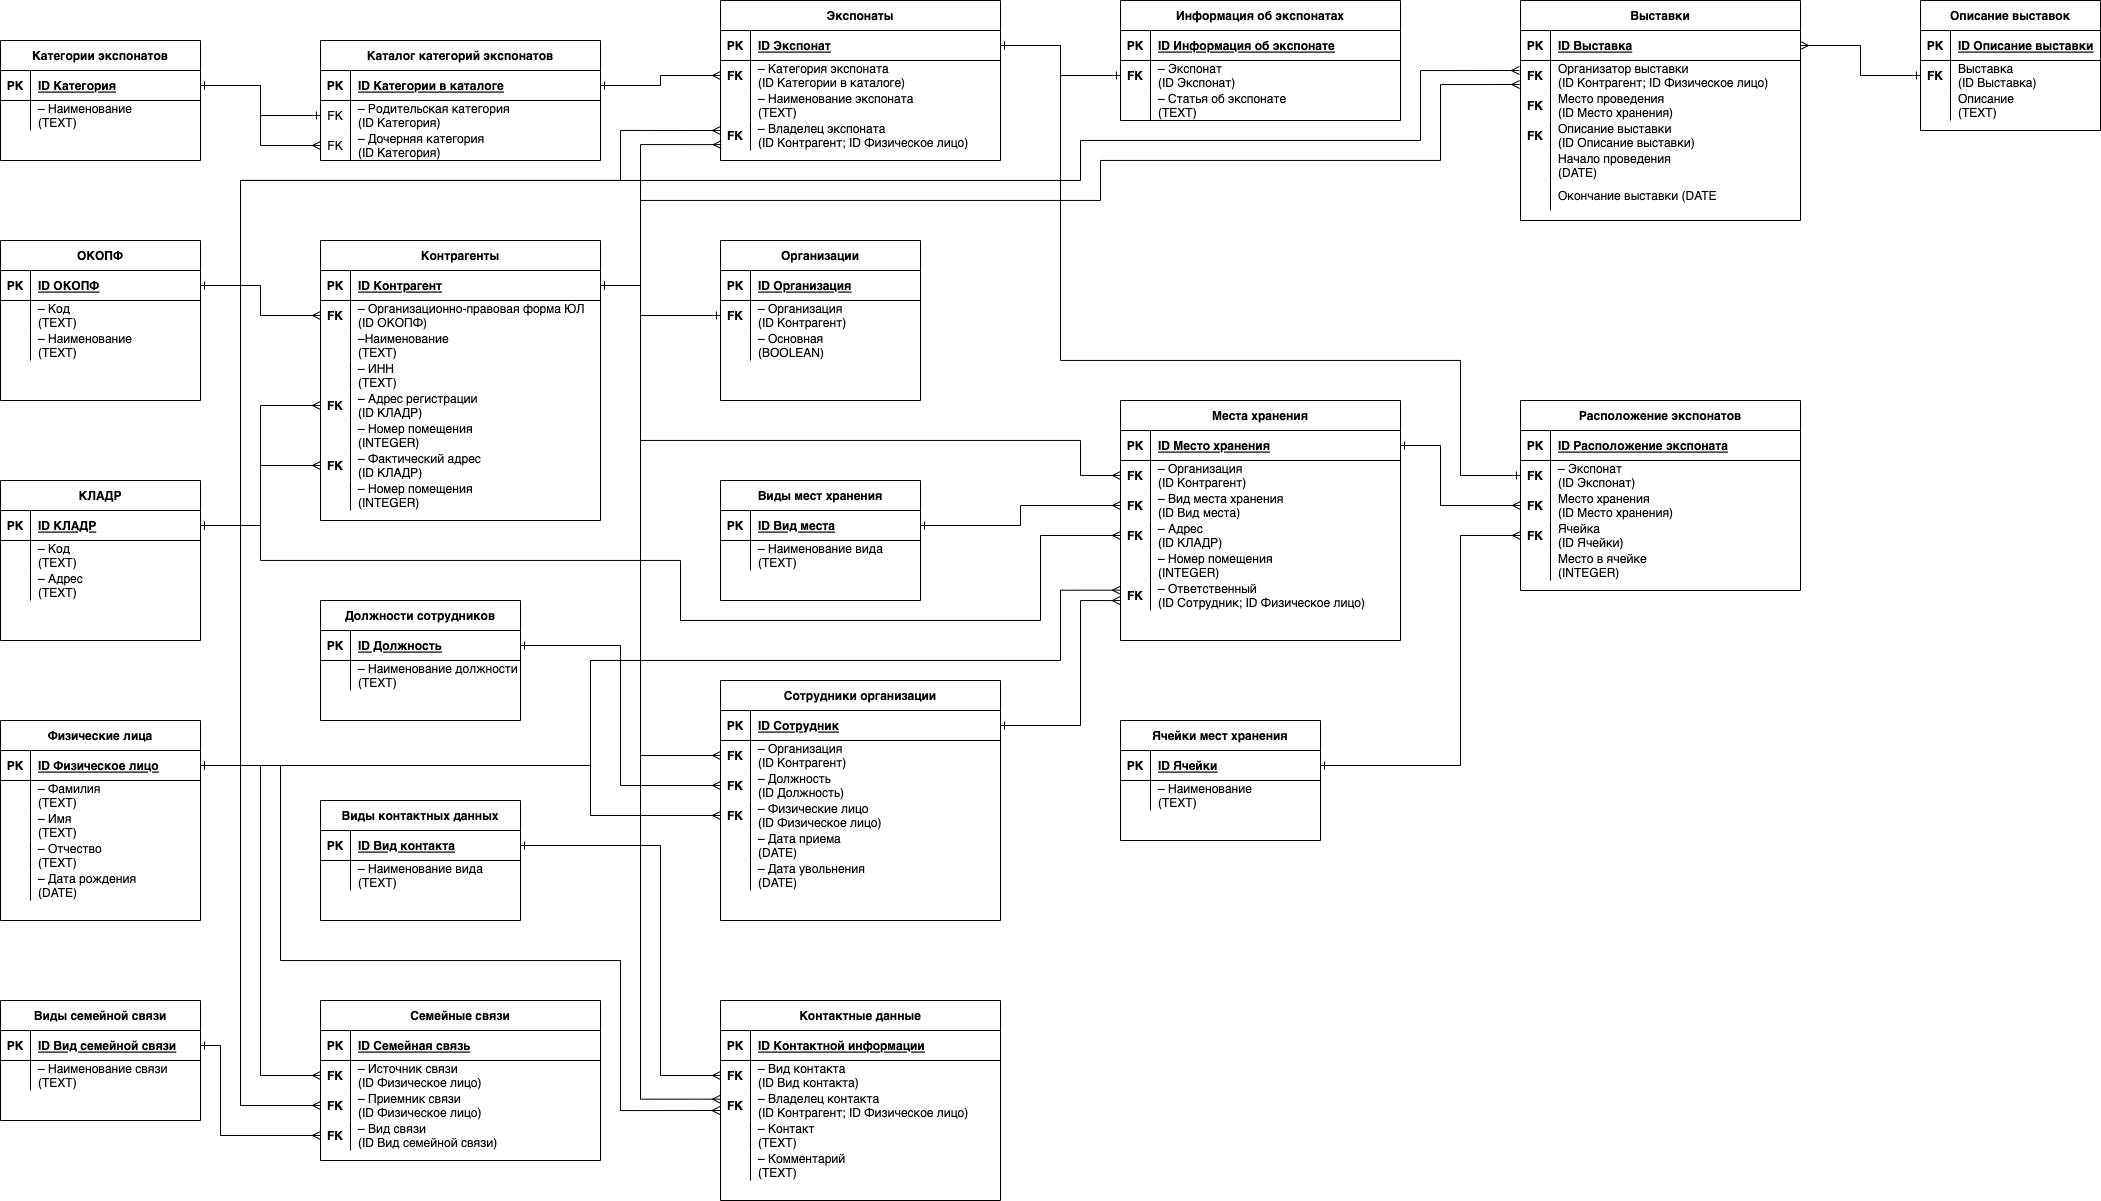 Категории экспонатов
PK ID Категория
– Наименование
(TEXT)
Каталог категорий экспонатов
PK ID Категории в каталоге
FK – Родительская категория
(ID Категория)
FK – Дочерняя категория
(ID Категория)
Экспонаты
PK ID Экспонат
FK – Категория экспоната
(ID Категории в каталоге)
– Наименование экспоната
(TEXT)
FK – Владелец экспоната
(ID Контрагент; ID Физическое лицо)
Информация об экспонатах
PK ID Информация об экспонате
FK – Экспонат
(ID Экспонат)
– Статья об экспонате
(TEXT)
Выставки
PK ID Выставка
FK Организатор выставки
(ID Контрагент; ID Физическое лицо)
FK Место проведения
(ID Место хранения)
FK Описание выставки
(ID Описание выставки)
Начало проведения
(DATE)
Окончание выставки (DATE
Описание выставок
PK ID Описание выставки
FK Выставка
(ID Выставка)
Описание
(TEXT)
ОКОПФ
PK ID ОКОПФ
– Код
(TEXT)
– Наименование
(TEXT)
Контрагенты
PK ID Контрагент
FK – Организационно-правовая форма ЮЛ
(ID ОКОПФ)
–Наименование
(TEXT)
– ИНН
(TEXT)
FK – Адрес регистрации
(ID КЛАДР)
– Номер помещения
(INTEGER)
FK – Фактический адрес
(ID КЛАДР)
– Номер помещения
(INTEGER)
Организации
PK ID Организация
FK – Организация
(ID Контрагент)
– Основная
(BOOLEAN)
Места хранения
PK ID Место хранения
FK – Организация
(ID Контрагент)
FK – Вид места хранения
(ID Вид места)
FK – Адрес
(ID КЛАДР)
– Номер помещения
(INTEGER)
FK – Ответственный
(ID Сотрудник; ID Физическое лицо)
Расположение экспонатов
PK ID Расположение экспоната
FK – Экспонат
(ID Экспонат)
FK Место хранения
(ID Место хранения)
FK Ячейка
(ID Ячейки)
Место в ячейке
(INTEGER)
КЛАДР
PK ID КЛАДР
– Код
(TEXT)
– Адрес
(TEXT)
Виды мест хранения
PK ID Вид места
– Наименование вида
(TEXT)
Должности сотрудников
PK ID Должность
– Наименование должности
(TEXT)
Сотрудники организации
PK ID Сотрудник
FK – Организация
(ID Контрагент)
FK – Должность
(ID Должность)
FK – Физические лицо
(ID Физическое лицо)
– Дата приема
(DATE)
– Дата увольнения
(DATE)
Ячейки мест хранения
PK ID Ячейки
– Наименование
(TEXT)
Физические лица
PK ID Физическое лицо
– Фамилия
(TEXT)
– Имя
(TEXT)
– Отчество
(TEXT)
– Дата рождения
(DATE)
Виды контактных данных
PK ID Вид контакта
– Наименование вида
(TEXT)
Виды семейной связи
PK ID Вид семейной связи
– Наименование связи
(TEXT)
Семейные связи
PK ID Семейная связь
FK – Источник связи
(ID Физическое лицо)
FK – Приемник связи
(ID Физическое лицо)
FK – Вид связи
(ID Вид семейной связи)
Контактные данные
PK ID Контактной информации
FK – Вид контакта
(ID Вид контакта)
FK – Владелец контакта
(ID Контрагент; ID Физическое лицо)
– Контакт
(TEXT)
– Комментарий
(TEXT)